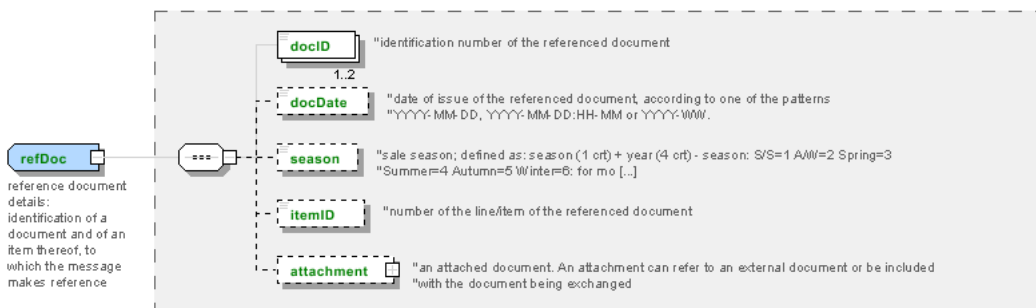 docID
"identification number of the referenced document
1..2
docDate
"date of issue of the referenced document, according to one of the patterns
"YYYY-MM-DD, YYYY-MM-DD:HH-MM or YYYY-WW.
refDoc
season
"sale season; defined as: season (1 crt) + year (4 crt) - season: S/S=1 A/W=2 Spring=3
"Summer=4 Autumn=5 Winter=6: for mo [...]
reference document
details:
identification of a
document and of an
item thereof, to
which the message
makes reference
itemID
"number of the line/item of the referenced document
attachment
"an attached document. An attachment can refer to an external document or be included
"with the document being exchanged